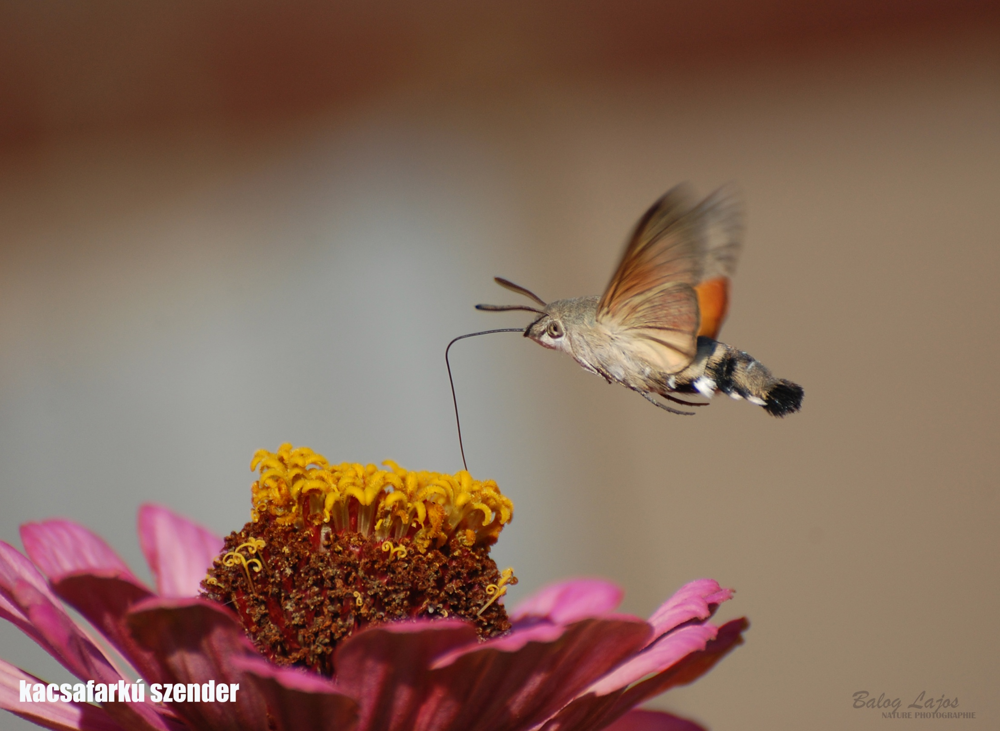 kacsafarkú szender
Balog Lajos
NATURE PHOTOGRAPHIE